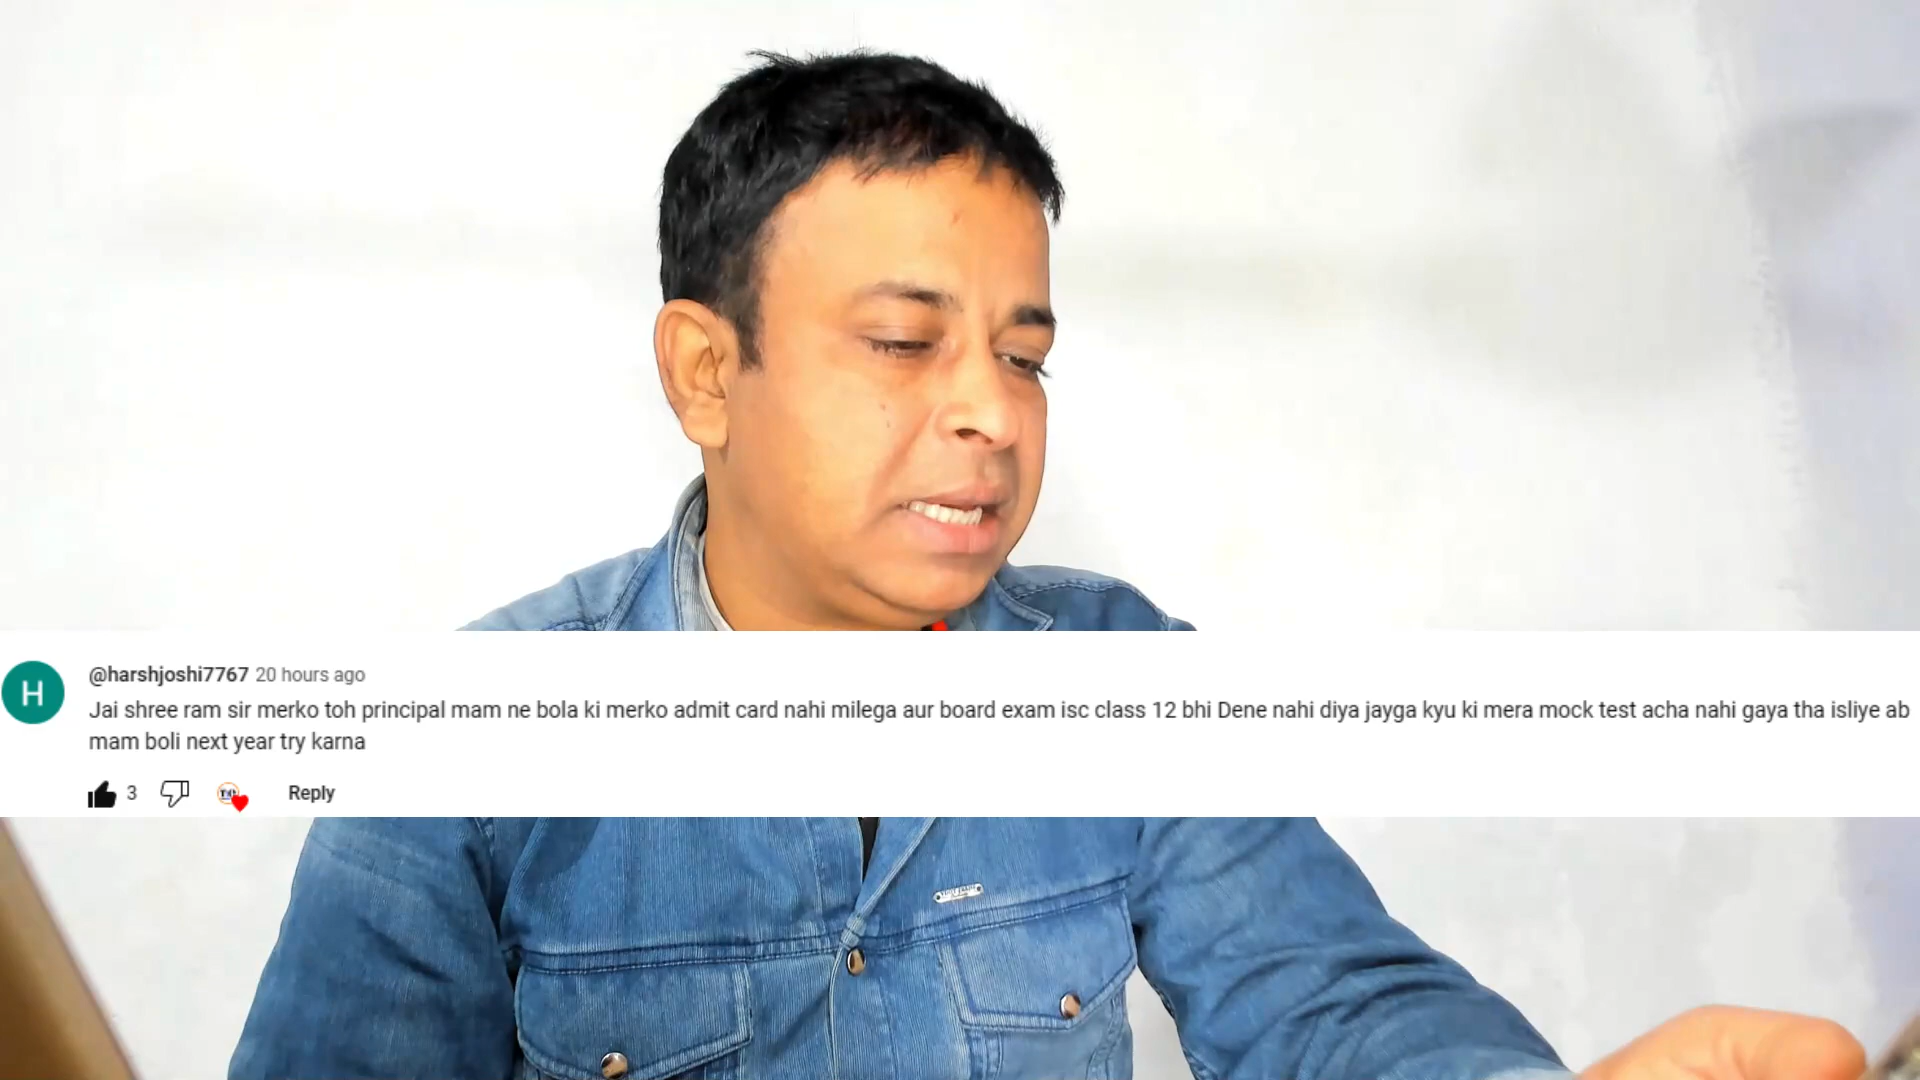 H
@harshjoshi7767 20 hours ago
Jai shree ram sir merko toh principal mam ne bola ki merko admit card nahi milega aur board exam isc class 12 bhi Dene nahi diya jayga kyu ki mera mock test acha nahi gaya tha isliye ab
mam boli next year try karna
3 Reply